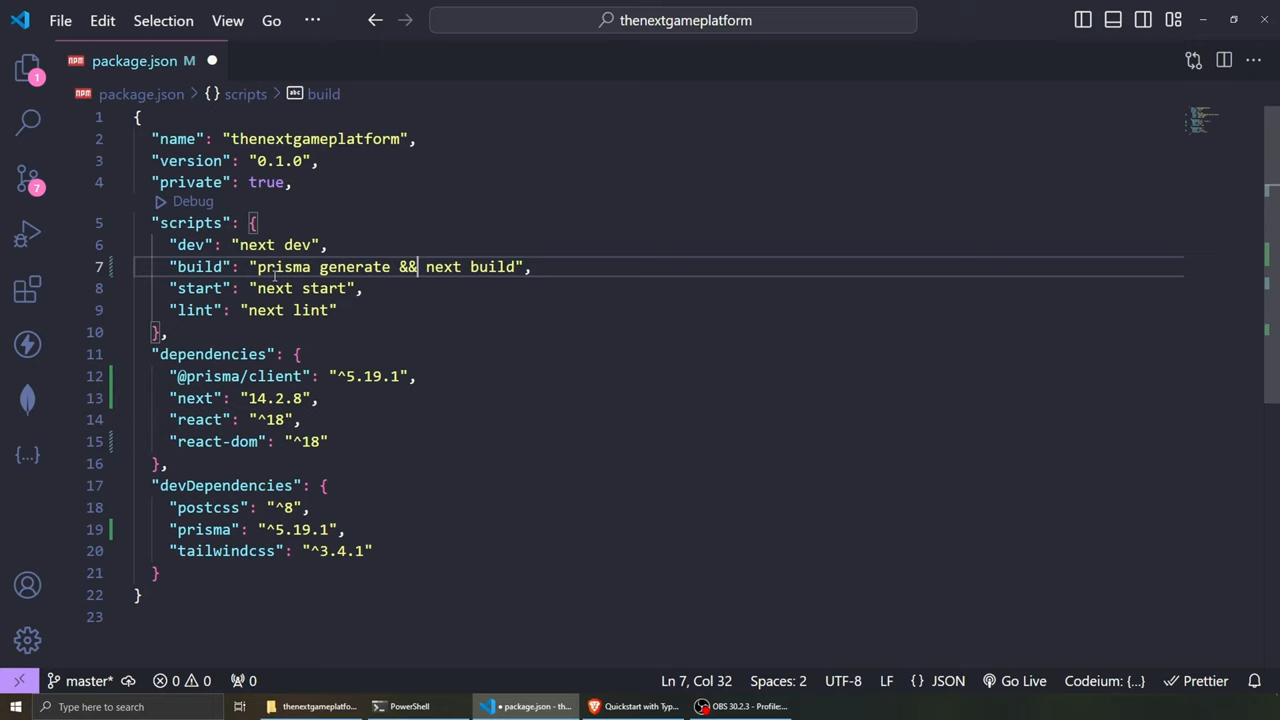 File Edit Selection View Go ··· thenextgameplatform
package.json M
package.json > {} scripts > abc build
1 {
2 "name": "thenextgameplatform",
3 "version": "0.1.0",
4 "private": true,
Debug
5 "scripts": {
6 "dev": "next dev",
7 "build": "prisma generate && next build",
8 "start": "next start",
9 "lint": "next lint"
10 },
11 "dependencies": {
12 "@prisma/client": "^5.19.1",
13 "next": "14.2.8",
14 "react": "^18",
15 "react-dom": "^18"
16 },
17 "devDependencies": {
18 "postcss": "^8",
19 "prisma": "^5.19.1",
20 "tailwindcss": "^3.4.1"
21 }
22 }
23
1
7
master* 0 0 0 Ln 7, Col 32 Spaces: 2 UTF-8 LF {} JSON Go Live Codeium: {...} Prettier
Type here to search thenextgameplatfo... PowerShell • package.json - th... Quickstart with Typ... OBS 30.2.3 - Profile:...